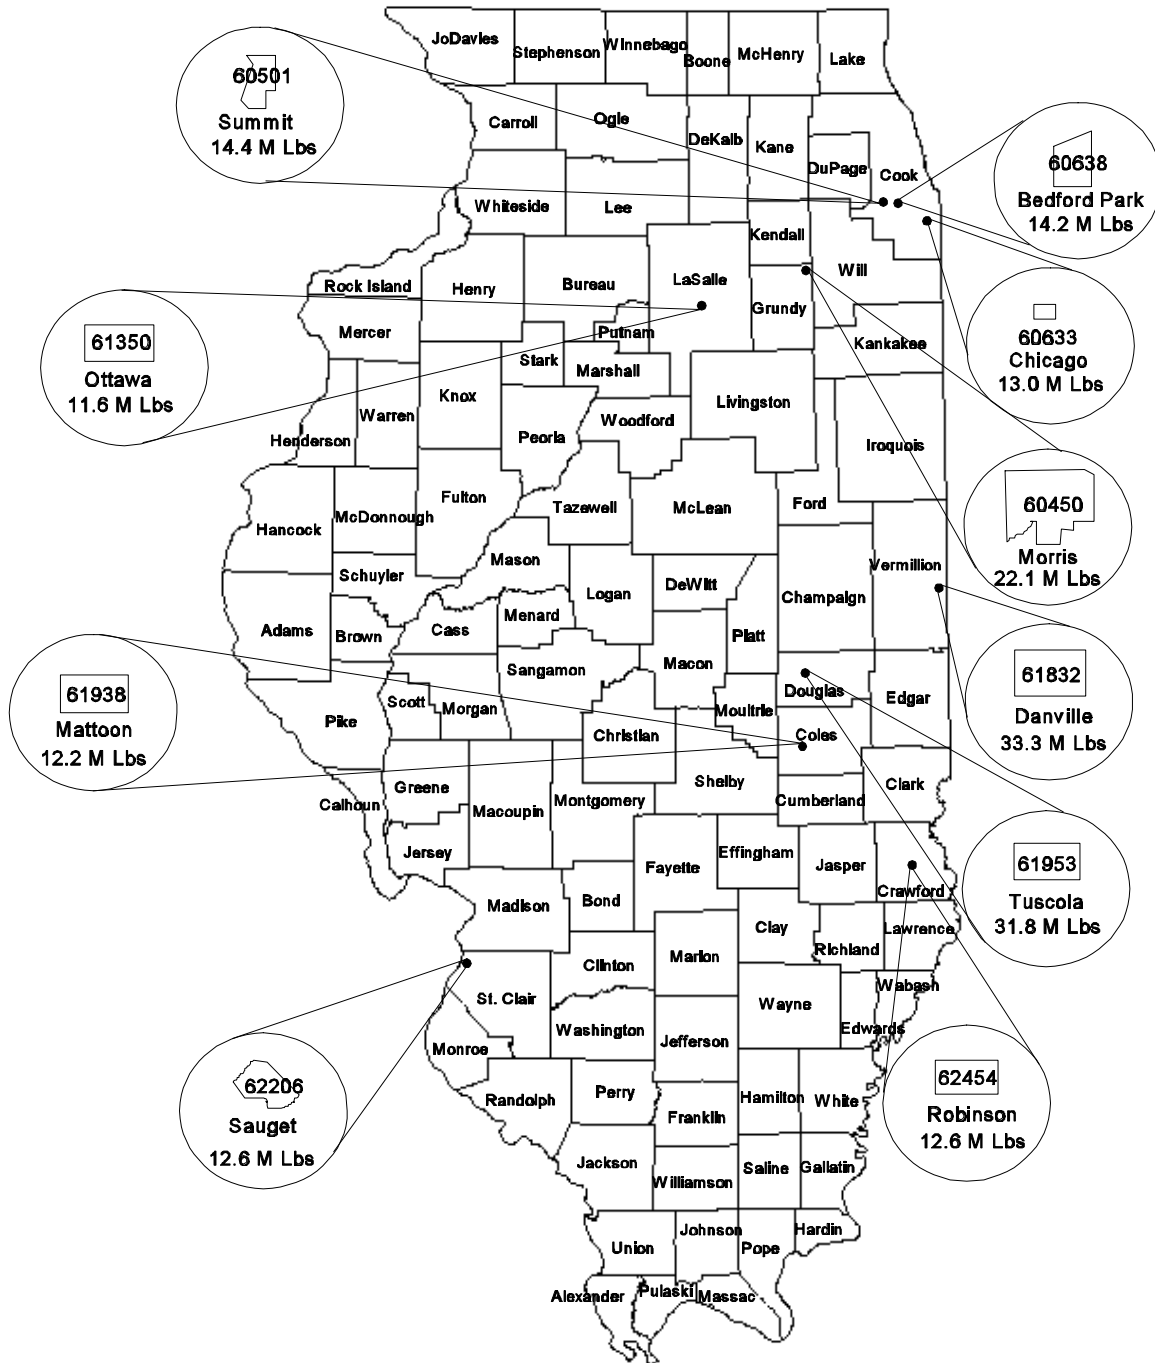 JoDavies
Stephenson
Winnebago
Boone
McHenry
Lake
60501
Summit
14.4 M Lbs
Carroll
Ogle
DeKalb
Kane
DuPage
Cook
60638
Bedford Park
14.2 M Lbs
Whiteside
Lee
Kendall
Will
Rock Island
Henry
Bureau
LaSalle
Grundy
Mercer
Putnam
Kankakee
60633
Chicago
13.0 M Lbs
61350
Ottawa
11.6 M Lbs
Stark
Marshall
Knox
Warren
Henderson
Peoria
Woodford
Livingston
Iroquois
Hancock
McDonnough
Fulton
Tazewell
McLean
Ford
60450
Morris
22.1 M Lbs
Mason
Schuyler
Logan
DeWitt
Champaign
Vermillion
Adams
Brown
Cass
Menard
Piatt
Sangamon
Macon
61938
Mattoon
12.2 M Lbs
Pike
Scott
Morgan
Christian
Moultrie
Douglas
Coles
Edgar
61832
Danville
33.3 M Lbs
Calhoun
Greene
Macoupin
Montgomery
Shelby
Cumberland
Clark
Jersey
Fayette
Effingham
Jasper
Crawford
61953
Tuscola
31.8 M Lbs
Madison
Bond
Clay
Richland
Lawrence
Clinton
Marion
St. Clair
Wayne
Wabash
Edwards
Washington
Jefferson
Monroe
62206
Sauget
12.6 M Lbs
Randolph
Perry
Franklin
Hamilton
White
62454
Robinson
12.6 M Lbs
Jackson
Williamson
Saline
Gallatin
Union
Johnson
Pope
Hardin
Alexander
Pulaski
Massac